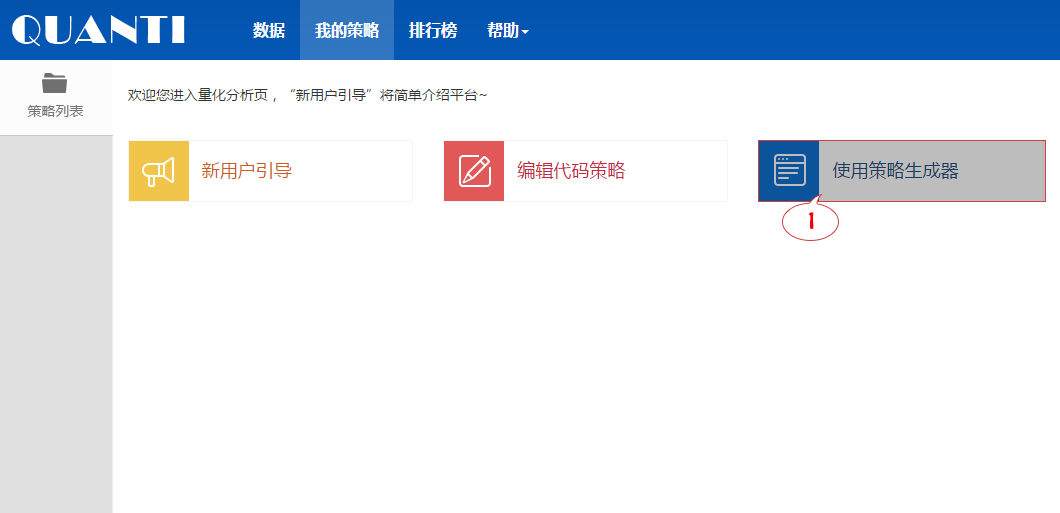 QUANTI
数据 我的策略 排行榜 帮助
策略列表
欢迎您进入量化分析页，“新用户引导”将简单介绍平台~
新用户引导 编辑代码策略 使用策略生成器
1